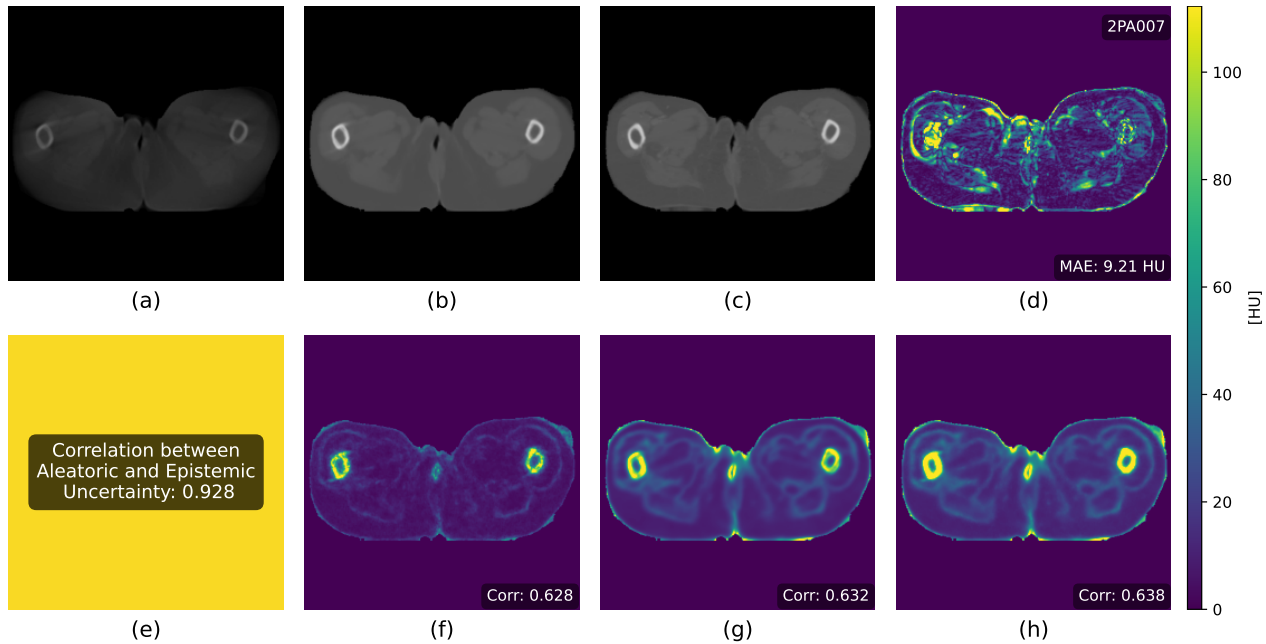 2PA007
MAE: 9.21 HU
(a)
(b)
(c)
(d)
100
80
60
40
20
0
[HU]
Correlation between
Aleatoric and Epistemic
Uncertainty: 0.928
Corr: 0.628
Corr: 0.632
Corr: 0.638
(e)
(f)
(g)
(h)